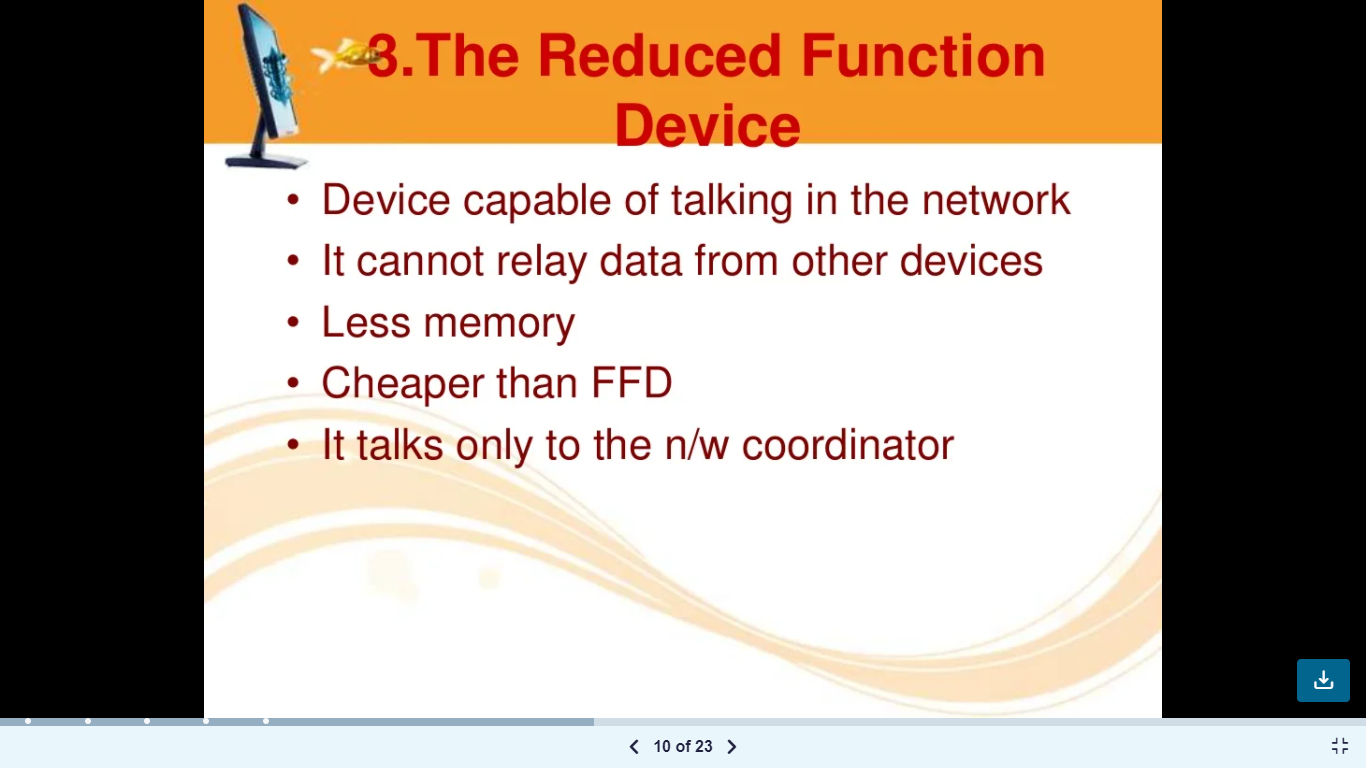 3.The Reduced Function
Device
• Device capable of talking in the network
• It cannot relay data from other devices
• Less memory
• Cheaper than FFD
• It talks only to the n/w coordinator
10 of 23